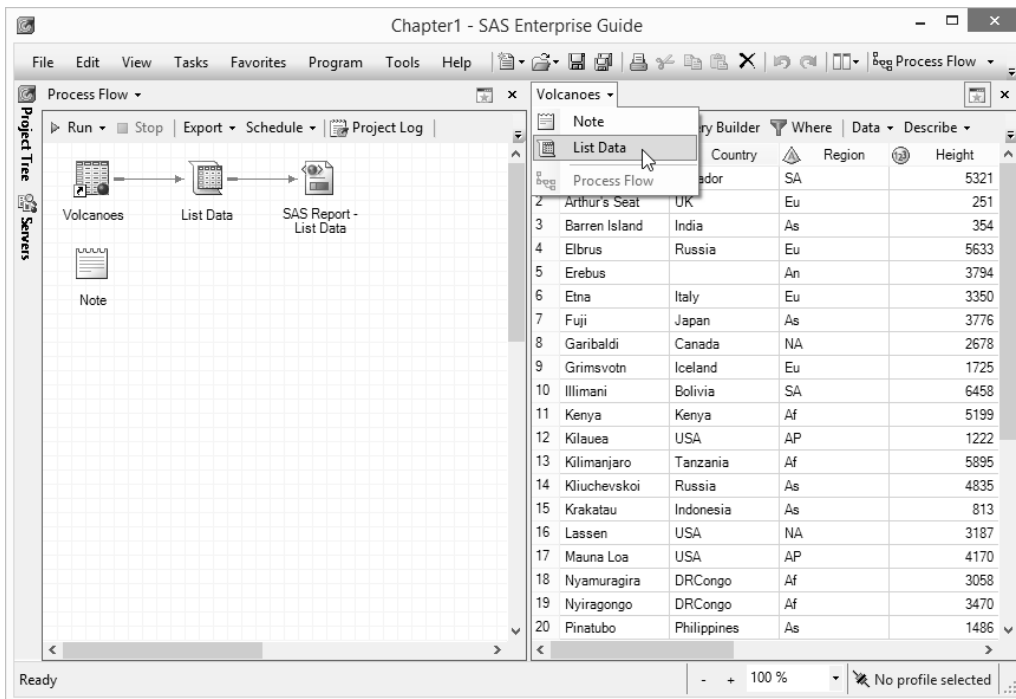 Chapter1 - SAS Enterprise Guide
File Edit View Tasks Favorites Program Tools Help Process Flow
Project Tree
Servers
Process Flow
Run Stop Export Schedule Project Log
Volcanoes
List Data
SAS Report -
List Data
Note
Volcanoes
Note
List Data
Process Flow
ry Builder Where Data Describe
Country Region Height
ador SA 5321
2 Arthur's Seat UK Eu 251
3 Barren Island India As 354
4 Elbrus Russia Eu 5633
5 Erebus An 3794
6 Etna Italy Eu 3350
7 Fuji Japan As 3776
8 Garibaldi Canada NA 2678
9 Grimsvotn Iceland Eu 1725
10 Illimani Bolivia SA 6458
11 Kenya Kenya Af 5199
12 Kilauea USA AP 1222
13 Kilimanjaro Tanzania Af 5895
14 Kliuchevskoi Russia As 4835
15 Krakatau Indonesia As 813
16 Lassen USA NA 3187
17 Mauna Loa USA AP 4170
18 Nyamuragira DRCongo Af 3058
19 Nyiragongo DRCongo Af 3470
20 Pinatubo Philippines As 1486
Ready - + 100 % No profile selected